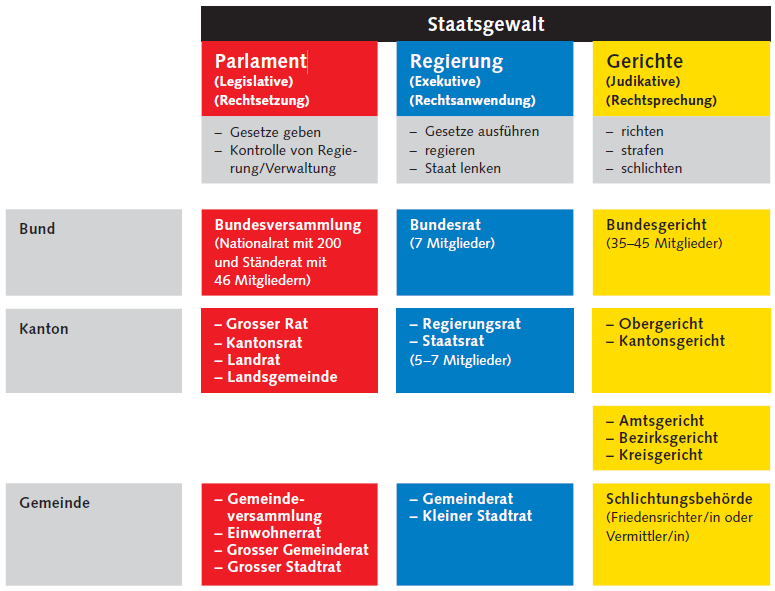 Staatsgewalt
Parlament
(Legislative)
(Rechtsetzung)
Regierung
(Exekutive)
(Rechtsanwendung)
Gerichte
(Judikative)
(Rechtsprechung)
– Gesetze geben
– Kontrolle von Regie-
rung/Verwaltung
– Gesetze ausführen
– regieren
– Staat lenken
– richten
– strafen
– schlichten
Bund
Bundesversammlung
(Nationalrat mit 200
und Ständerat mit
46 Mitgliedern)
Bundesrat
(7 Mitglieder)
Bundesgericht
(35–45 Mitglieder)
Kanton
– Grosser Rat
– Kantonsrat
– Landrat
– Landsgemeinde
– Regierungsrat
– Staatsrat
(5–7 Mitglieder)
– Obergericht
– Kantonsgericht
– Amtsgericht
– Bezirksgericht
– Kreisgericht
Gemeinde
– Gemeinde-
versammlung
– Einwohnerrat
– Grosser Gemeinderat
– Grosser Stadtrat
– Gemeinderat
– Kleiner Stadtrat
Schlichtungsbehörde
(Friedensrichter/in oder
Vermittler/in)